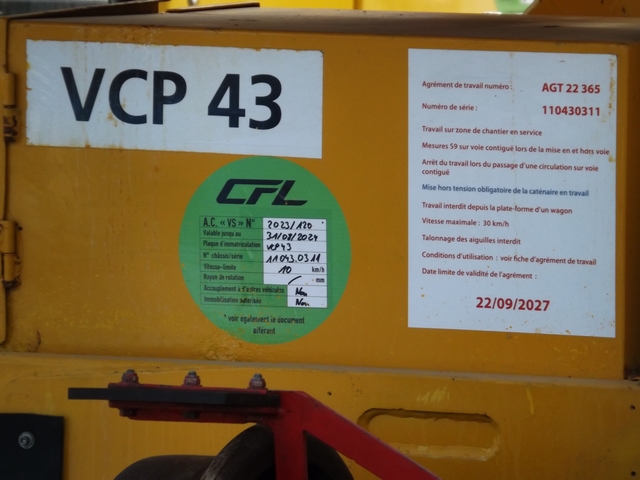 VCP 43
CFL
A.C. « VS » N° 2023/120 *
Valable jusqu'au 31/08/2024
Plaque d'immatriculation VCP 43
N° châssis/série 11043.0311
Vitesse-limite 10 km/h
Rayon de rotation - mm
Accouplement à d'autres véhicules Non
Immobilisation autorisée Non
* voir également le document
afférant
Agrément de travail numéro : AGT 22 365
Numéro de série : 110430311
Travail sur zone de chantier en service
Mesures 59 sur voie contiguë lors de la mise en et hors voie
Arrêt du travail lors du passage d'une circulation sur voie
contiguë
Mise hors tension obligatoire de la caténaire en travail
Travail interdit depuis la plate-forme d'un wagon
Vitesse maximale : 30 km/h
Talonnage des aiguilles interdit
Conditions d'utilisation : voir fiche d'agrément de travail
Date limite de validité de l'agrément :
22/09/2027